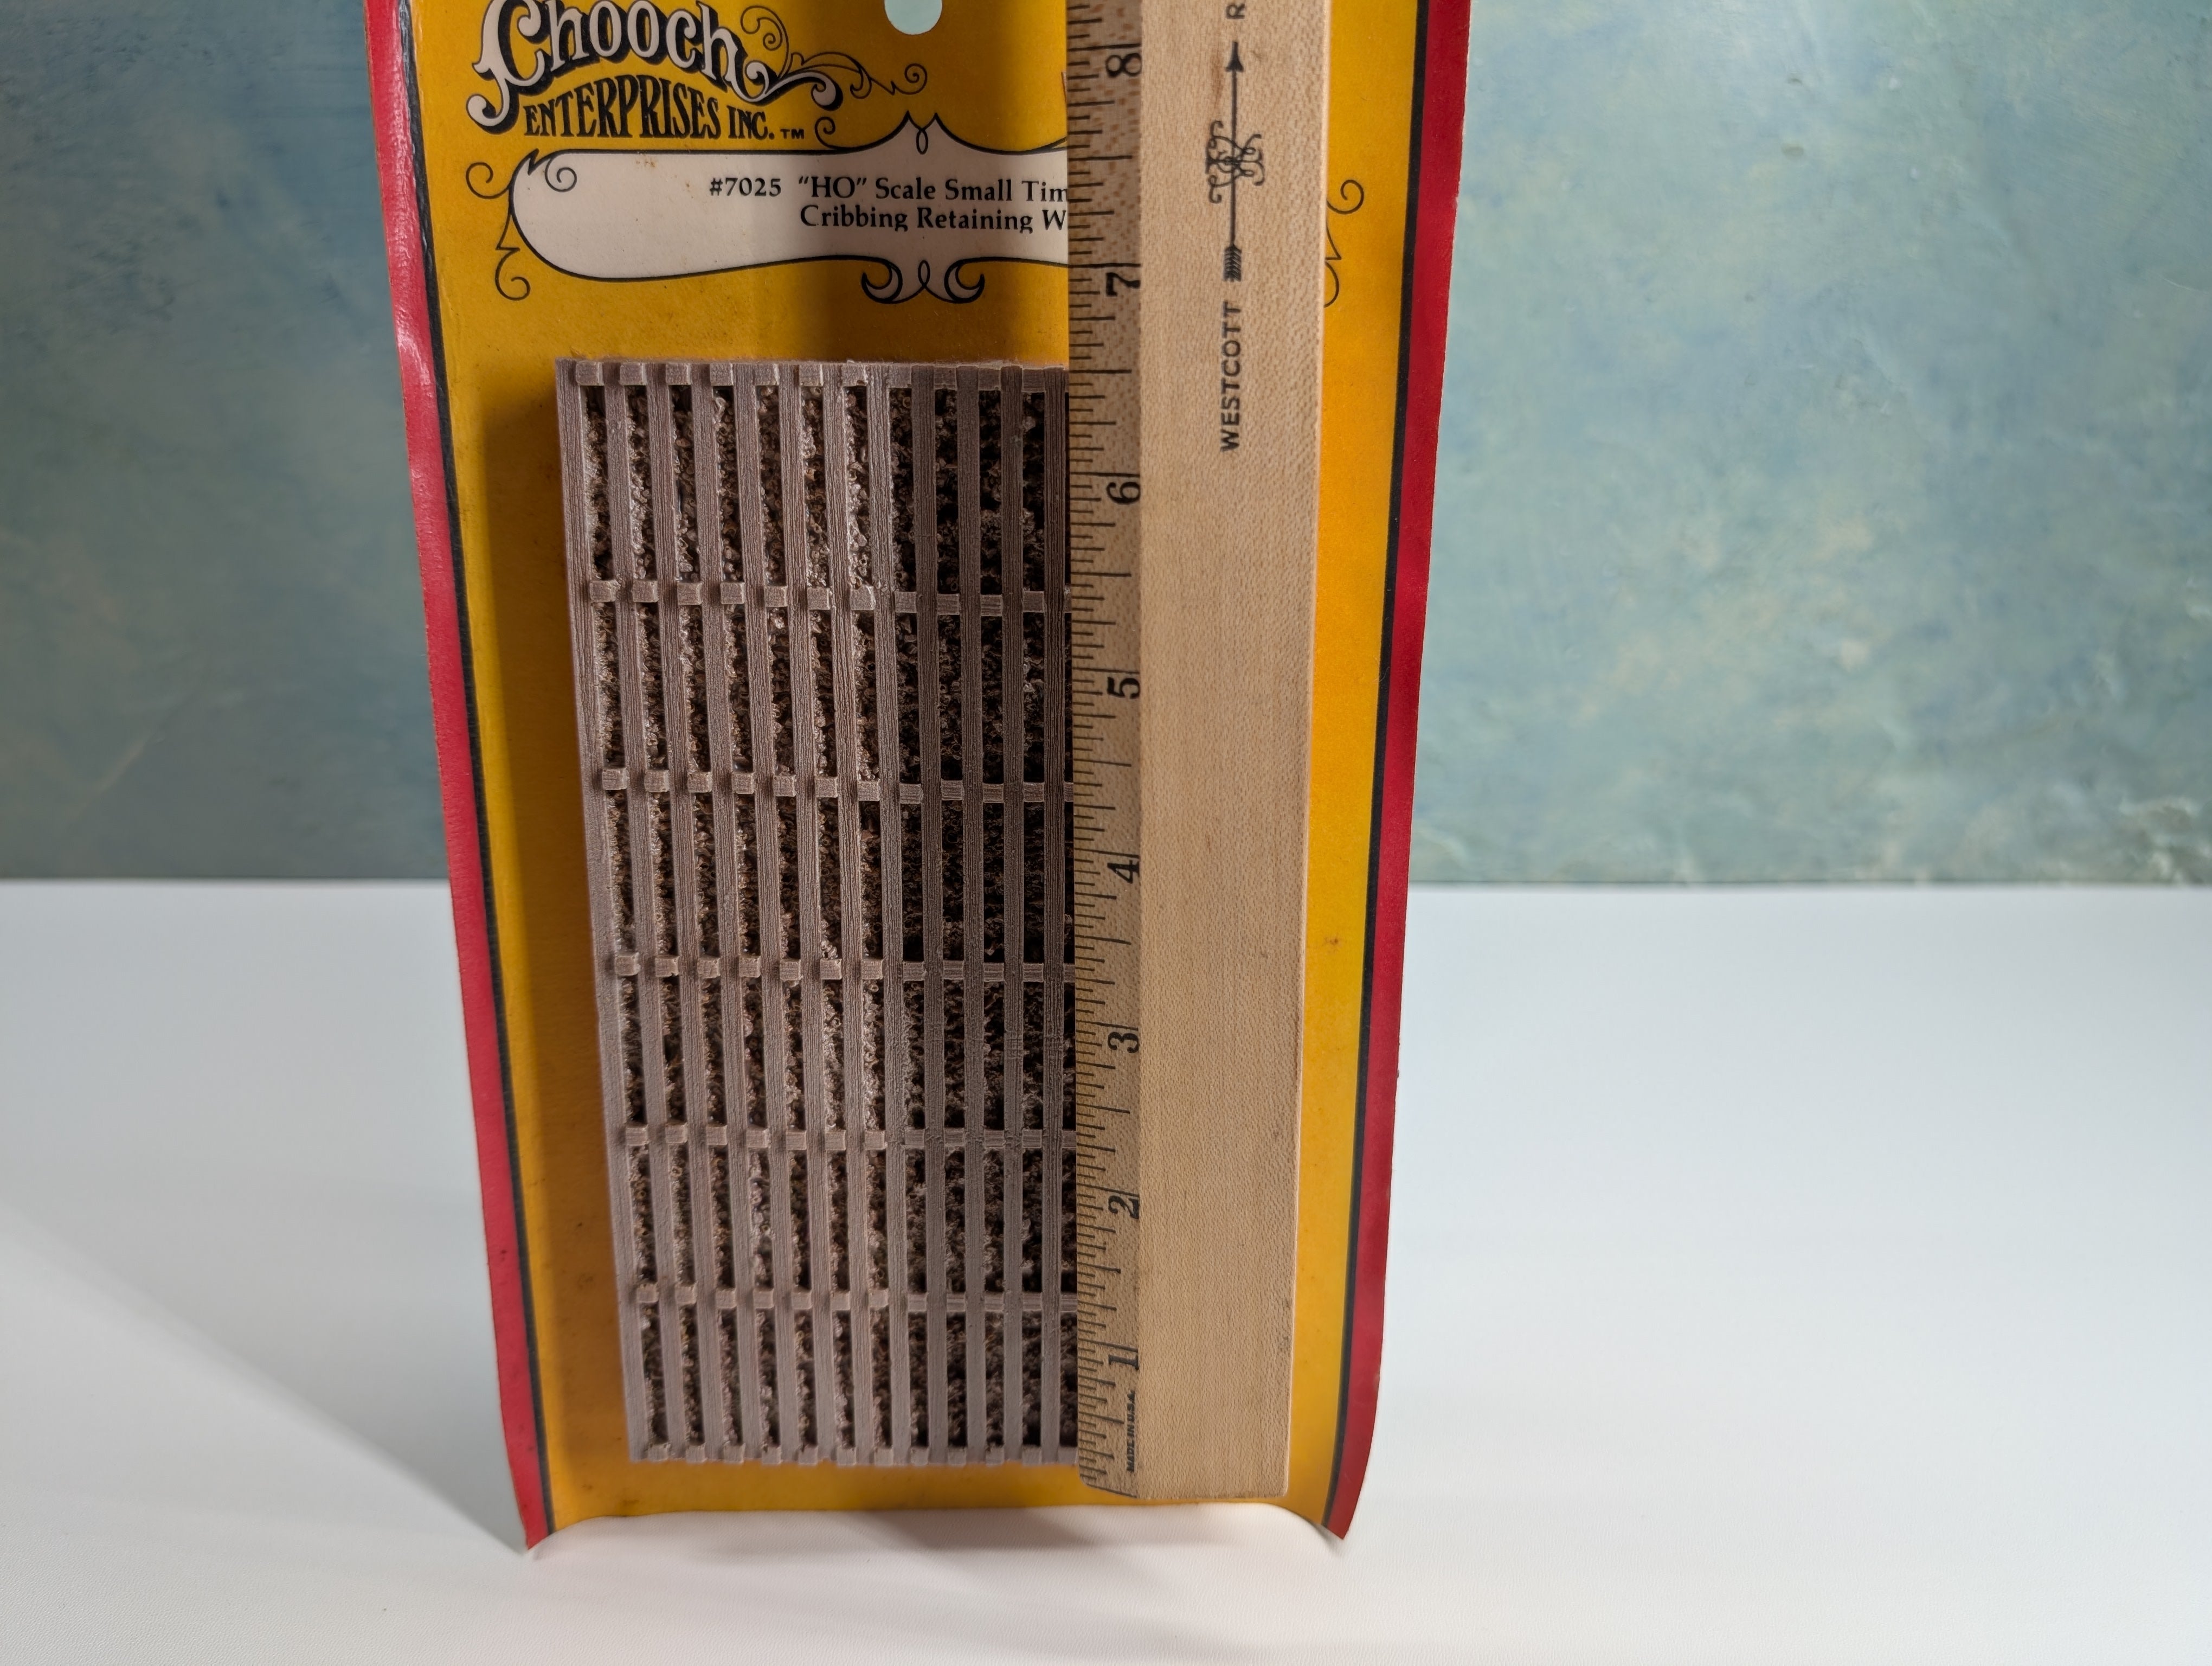 Chooch
ENTERPRISES INC.™
#7025 "HO" Scale Small Tim
Cribbing Retaining W
R
WESTCOTT
8
7
6
5
4
3
2
1
MADE IN U.S.A.